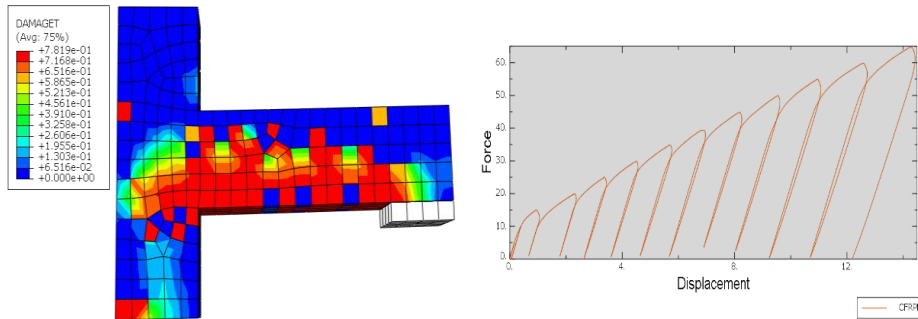 DAMAGET
(Avg: 75%)
+7.819e-01
+7.168e-01
+6.516e-01
+5.865e-01
+5.213e-01
+4.561e-01
+3.910e-01
+3.258e-01
+2.606e-01
+1.955e-01
+1.303e-01
+6.516e-02
+0.000e+00
Force
60.
50.
40.
30.
20.
10.
0.
0.
4.
8.
12.
Displacement